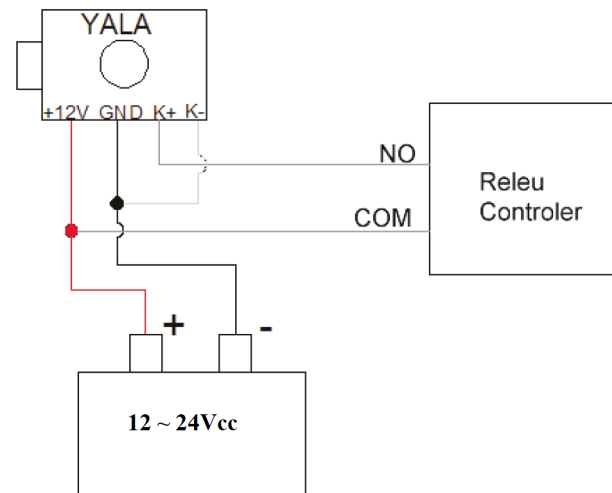 YALA
+12V GND K+ K-
NO
Releu
Controler
COM
+ -
12 ~ 24Vcc